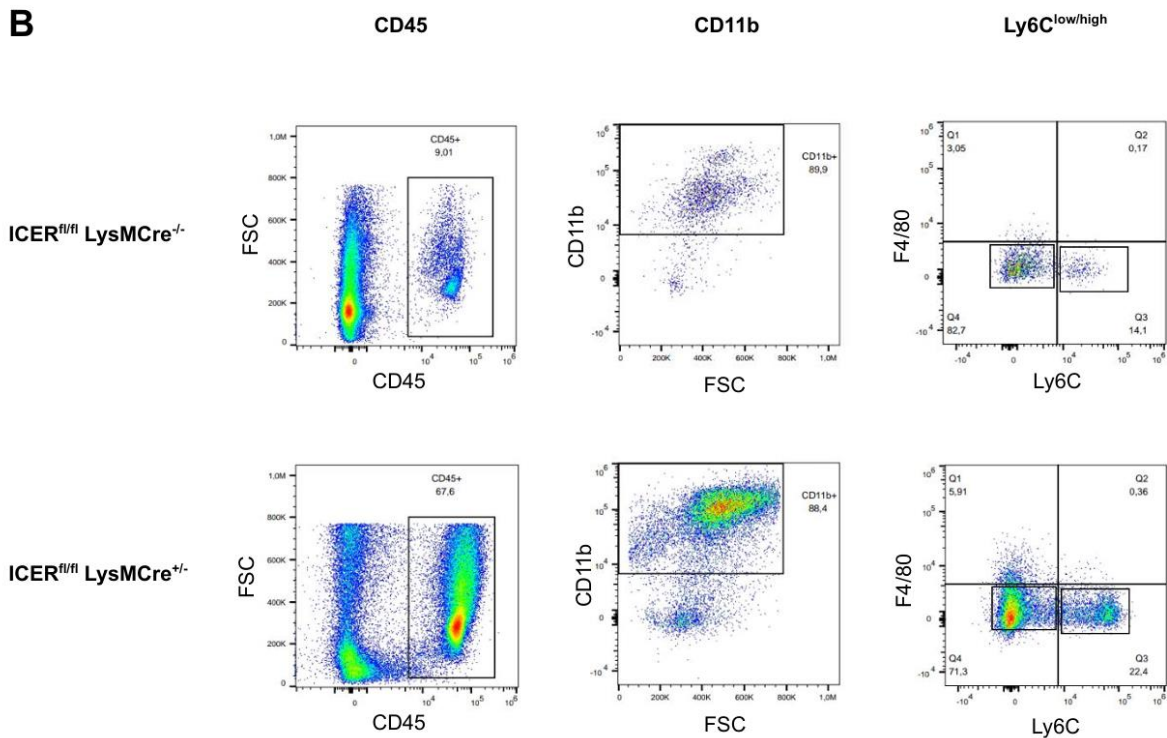 B
CD45
CD11b
Ly6C^low/high
ICER^fl/fl LysMCre^-/-
FSC
1,0M
800K
600K
400K
200K
0
CD45+
9,01
0 10^4 10^5 10^6
CD45
CD11b
10^6
10^5
10^4
0
-10^4
CD11b+
89,9
0 200K 400K 600K 800K 1,0M
FSC
F4/80
10^6
10^5
10^4
0
-10^4
Q1
3,05
Q2
0,17
Q4
82,7
Q3
14,1
-10^4 0 10^4 10^5 10^6
Ly6C
ICER^fl/fl LysMCre^+/-
FSC
1,0M
800K
600K
400K
200K
0
CD45+
67,6
0 10^4 10^5 10^6
CD45
CD11b
10^6
10^5
10^4
0
-10^4
CD11b+
88,4
0 200K 400K 600K 800K 1,0M
FSC
F4/80
10^6
10^5
10^4
0
-10^4
Q1
5,91
Q2
0,36
Q4
71,3
Q3
22,4
-10^4 0 10^4 10^5 10^6
Ly6C